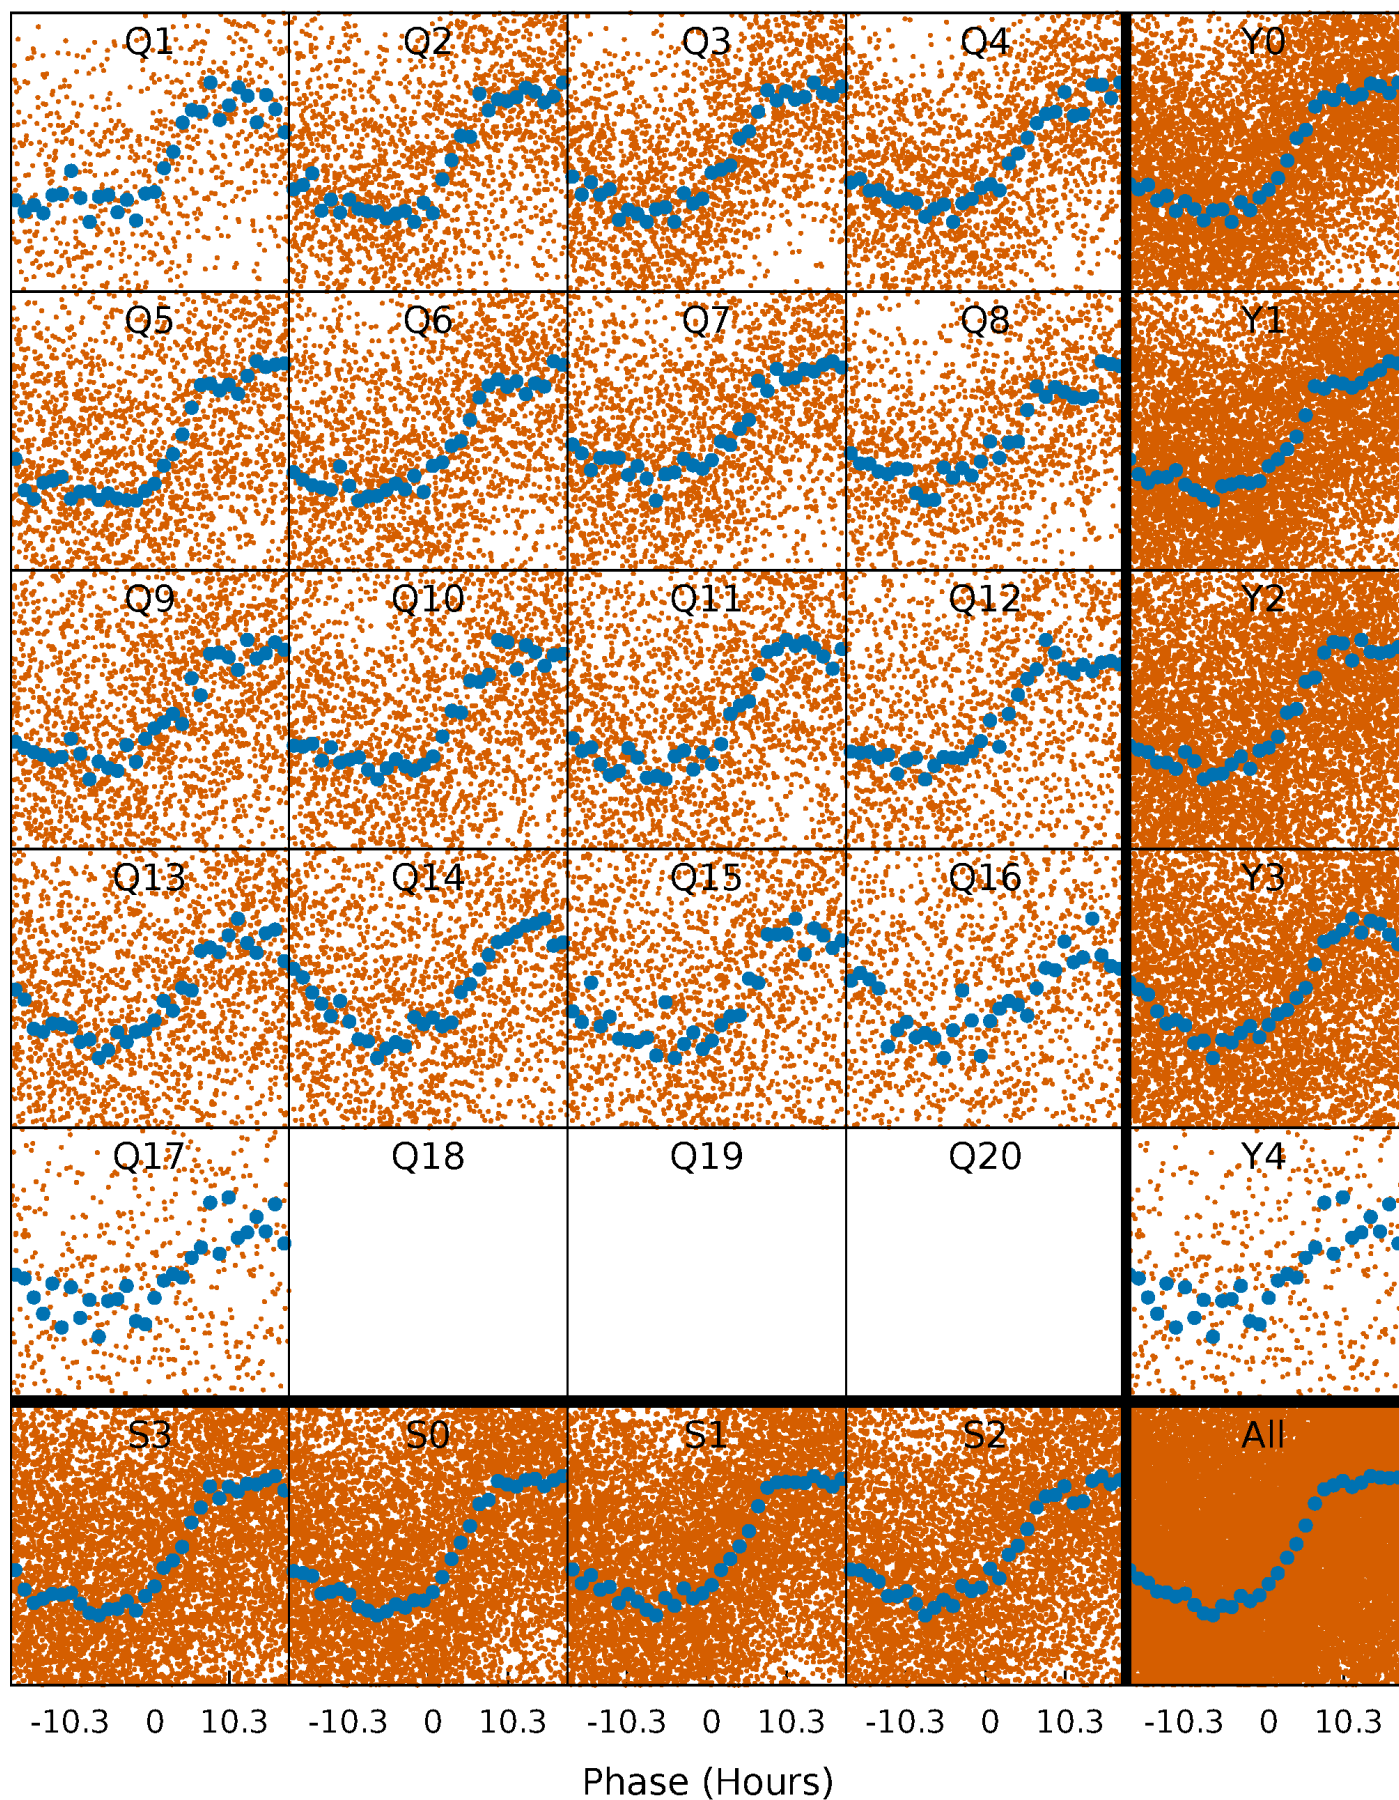 Q1 Q2 Q3 Q4 Y0
Q5 Q6 Q7 Q8 Y1
Q9 Q10 Q11 Q12 Y2
Q13 Q14 Q15 Q16 Y3
Q17 Q18 Q19 Q20 Y4
S3 S0 S1 S2 All
-10.3 0 10.3 -10.3 0 10.3 -10.3 0 10.3 -10.3 0 10.3 -10.3 0 10.3
Phase (Hours)